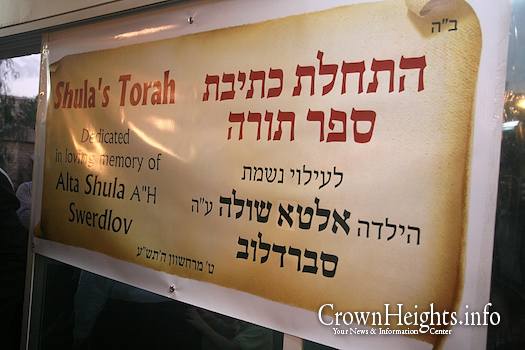 ב"ה
Shula's Torah
Dedicated
in loving memory of
Alta Shula A"H
Swerdlov
התחלת כתיבת
ספר תורה
לעילוי נשמת
הילדה אלטא שולה ע"ה
סברדלוב
ט' מרחשוון ה'תש"ע
CrownHeights.info
Your News & Information Center